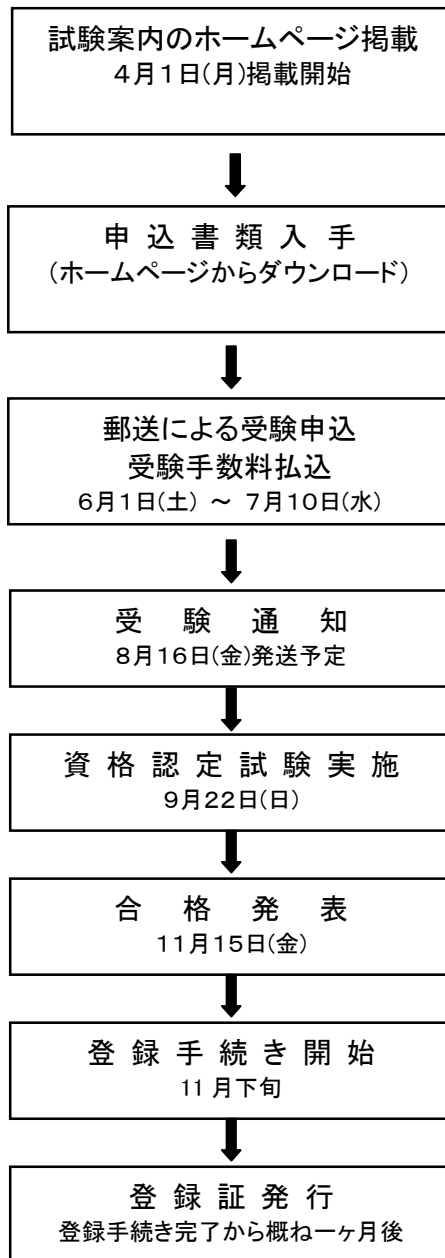 試験案内のホームページ掲載
４月１日(月)掲載開始
申込書類入手
(ホームページからダウンロード)
郵送による受験申込
受験手数料払込
６月１日(土) ～ ７月１０日(水)
受験通知
８月１６日(金)発送予定
資格認定試験実施
９月２２日(日)
合格発表
１１月１５日(金)
登録手続き開始
11 月下旬
登録証発行
登録手続き完了から概ね一ヶ月後